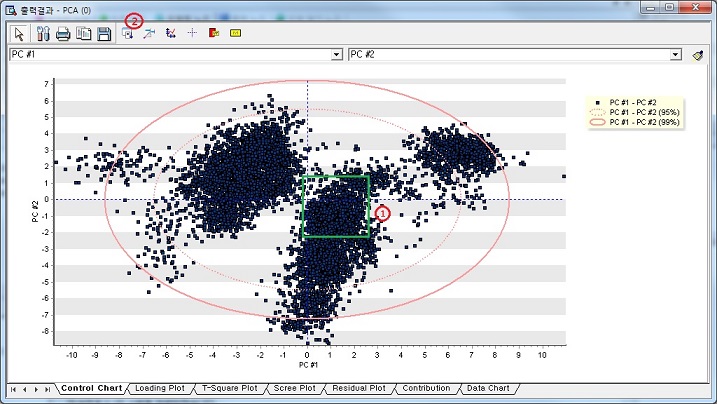 출력결과 - PCA (0)
②
PC #1
PC #2
PC #1 - PC #2
PC #1 - PC #2 (95%)
PC #1 - PC #2 (99%)
7
6
5
4
3
2
1
0
-1
-2
-3
-4
-5
-6
-7
-8
PC #2
①
-10 -9 -8 -7 -6 -5 -4 -3 -2 -1 0 1 2 3 4 5 6 7 8 9 10
PC #1
Control Chart Loading Plot T-Square Plot Scree Plot Residual Plot Contribution Data Chart